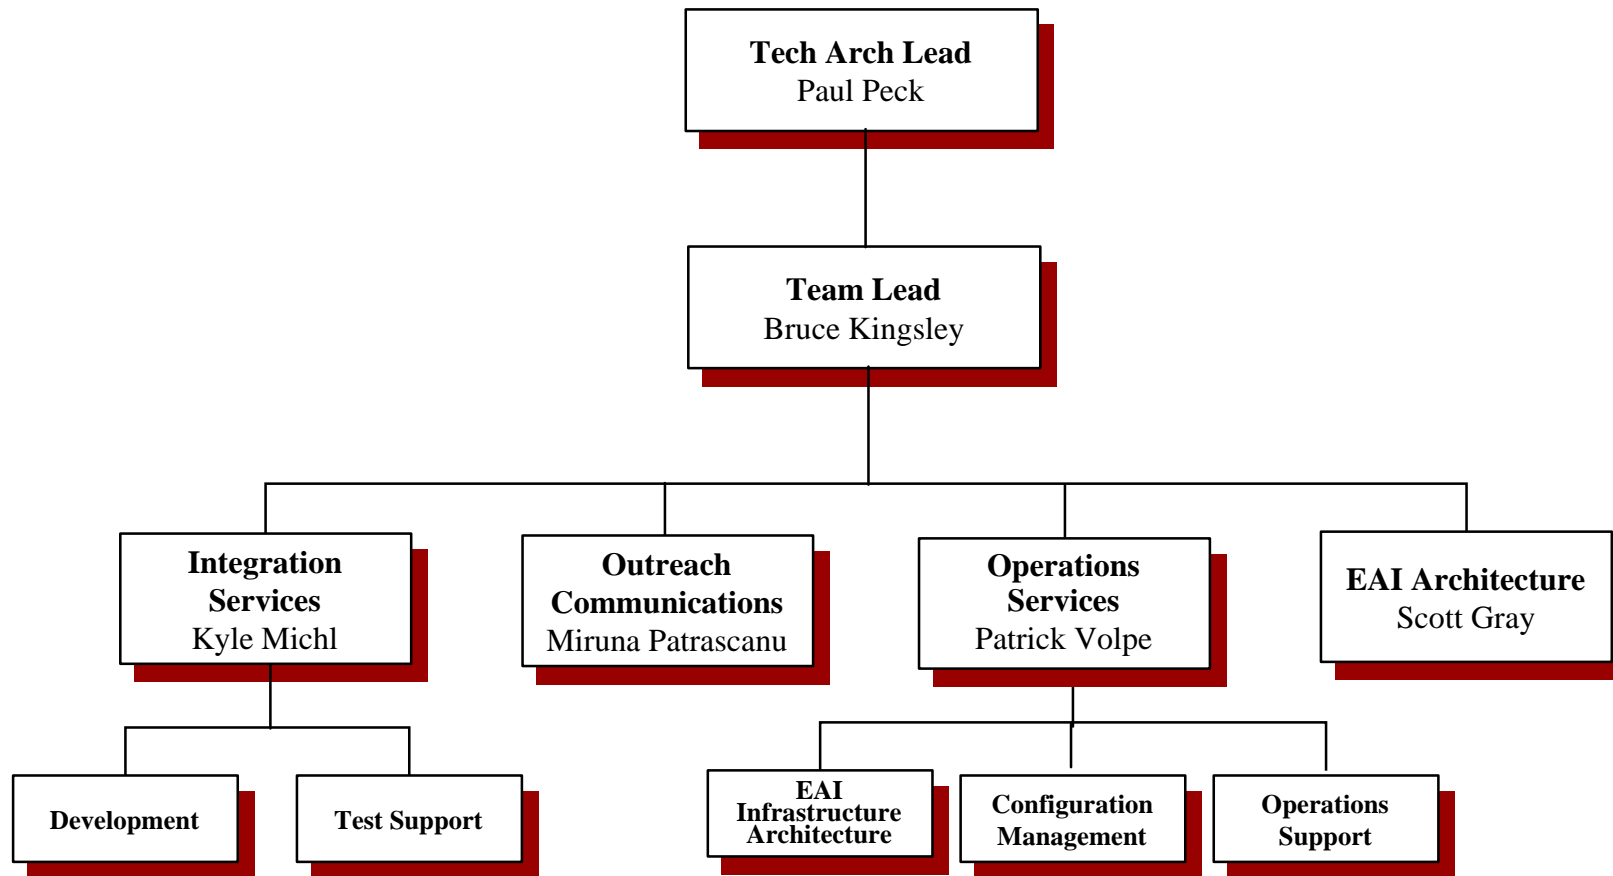 Tech Arch Lead
Paul Peck
Team Lead
Bruce Kingsley
Integration
Services
Kyle Michl
Outreach
Communications
Miruna Patrascanu
Operations
Services
Patrick Volpe
EAI Architecture
Scott Gray
Development
Test Support
EAI
Infrastructure
Architecture
Configuration
Management
Operations
Support